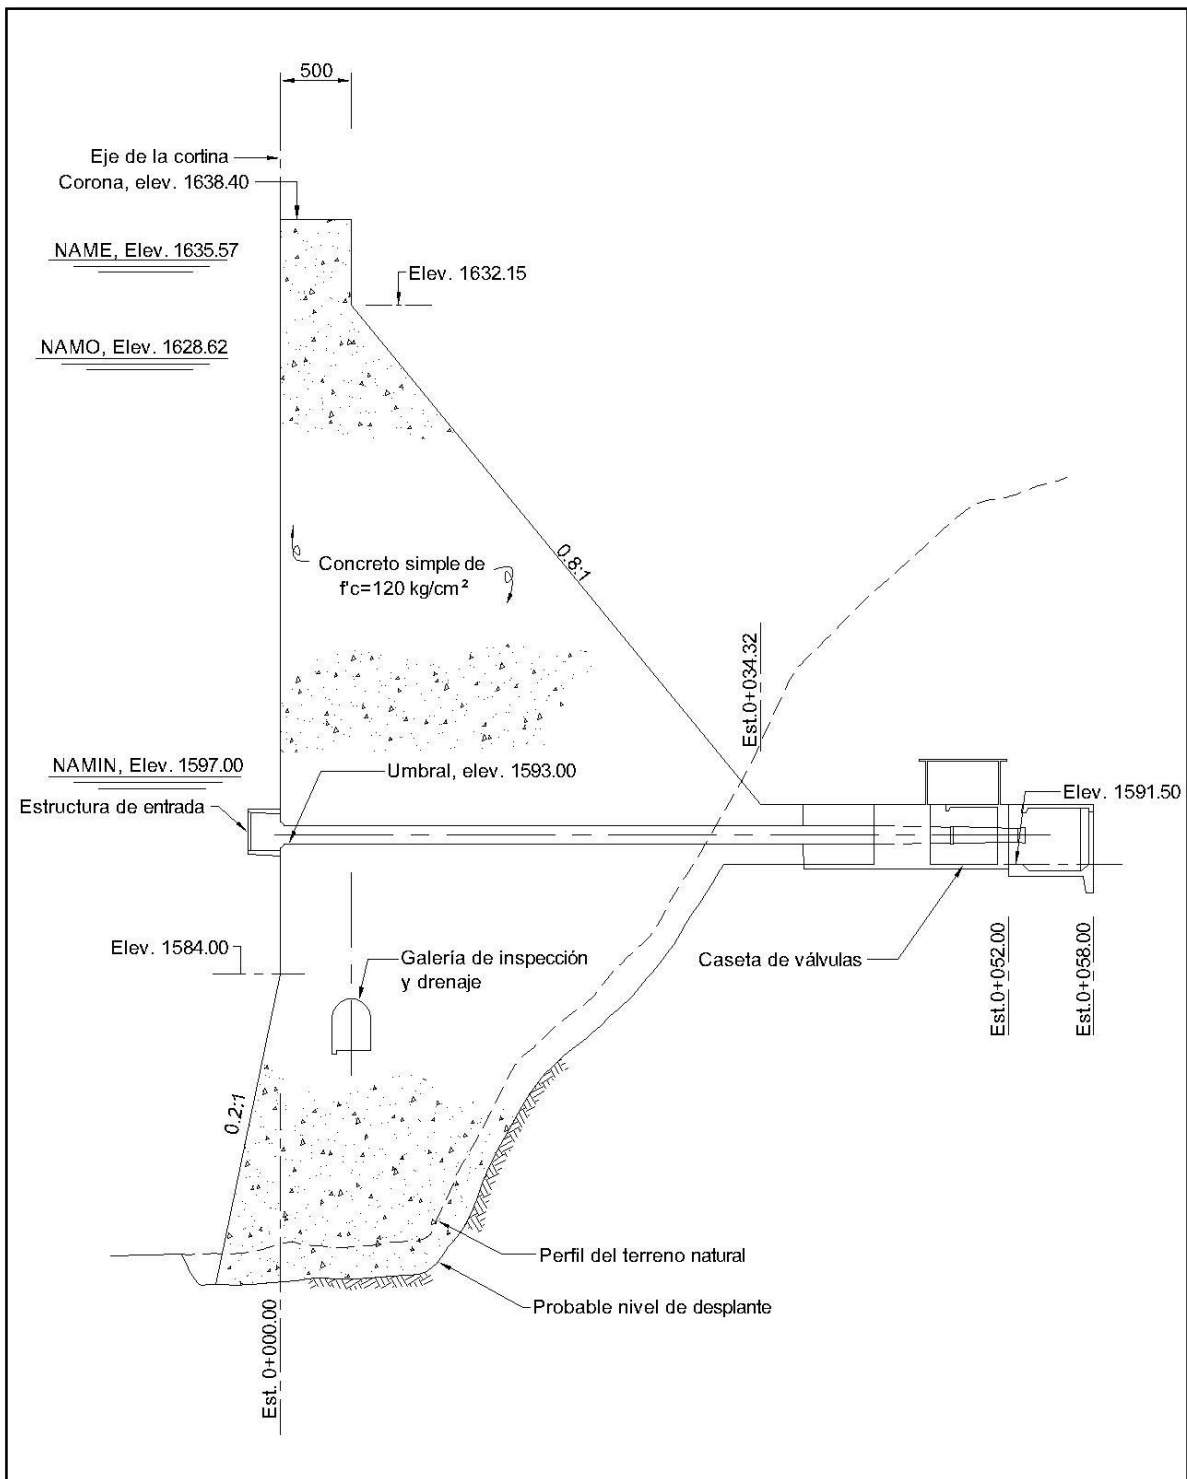 500
Eje de la cortina
Corona, elev. 1638.40
NAME, Elev. 1635.57
Elev. 1632.15
NAMO, Elev. 1628.62
0.8:1
Concreto simple de
f'c=120 kg/cm²
Est.0+034.32
NAMIN, Elev. 1597.00
Umbral, elev. 1593.00
Elev. 1591.50
Estructura de entrada
Elev. 1584.00
Galería de inspección
y drenaje
Caseta de válvulas
Est.0+052.00
Est.0+058.00
0.2:1
Perfil del terreno natural
Probable nivel de desplante
Est. 0+000.00